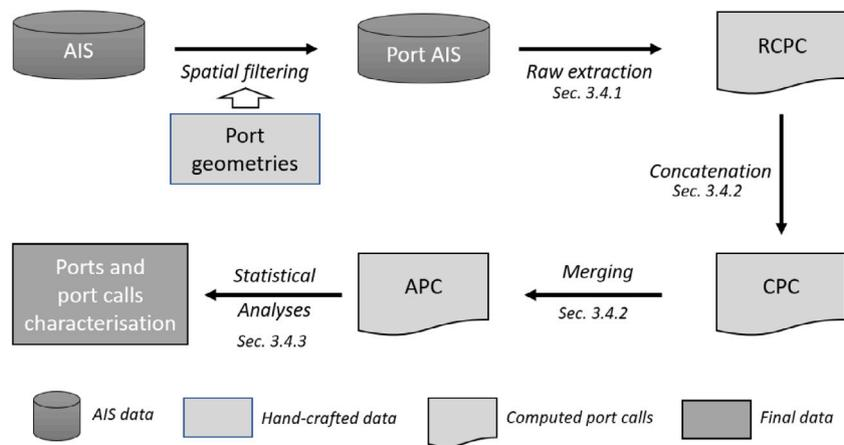 AIS
Spatial filtering
Port AIS
Raw extraction
Sec. 3.4.1
RCPC
Port
geometries
Concatenation
Sec. 3.4.2
Ports and
port calls
characterisation
Statistical
Analyses
Sec. 3.4.3
APC
Merging
Sec. 3.4.2
CPC
AIS data
Hand-crafted data
Computed port calls
Final data